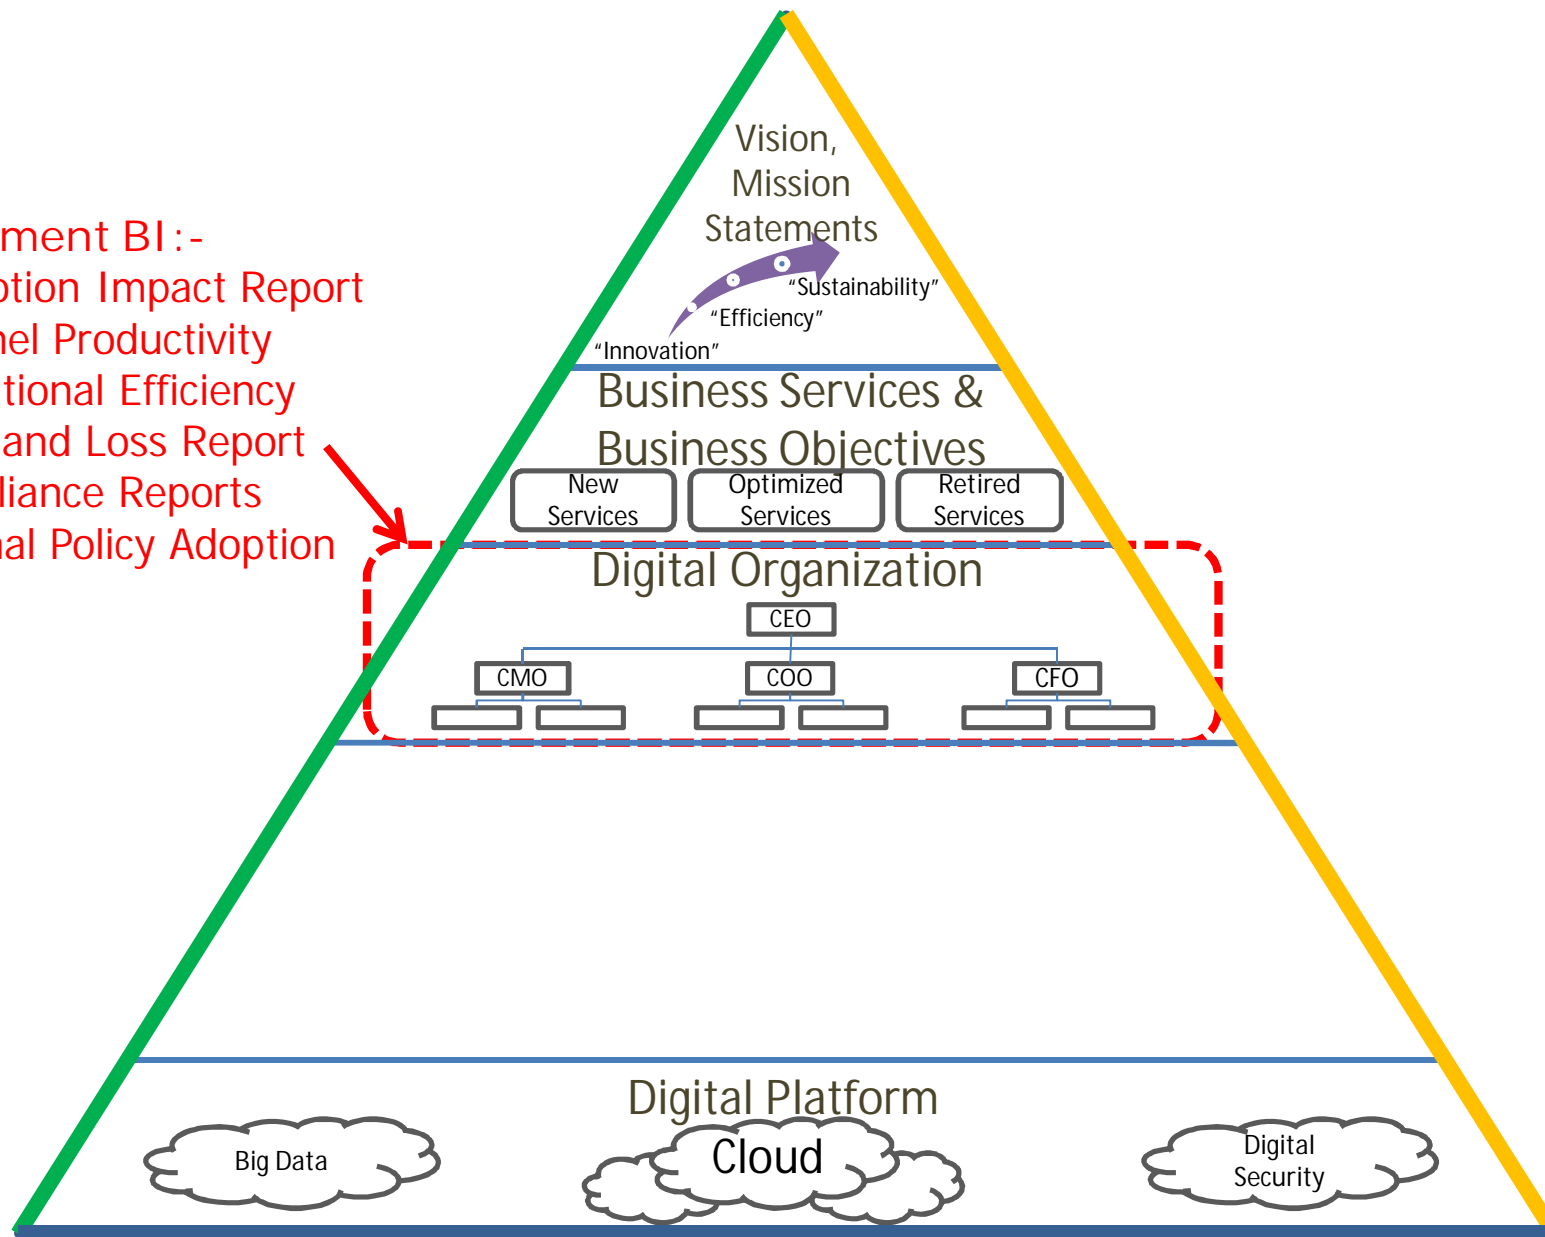 Vision,
Mission
Statements
“Sustainability”
“Efficiency”
“Innovation”
ment BI:-
ption Impact Report
nel Productivity
tional Efficiency
and Loss Report
liance Reports
nal Policy Adoption
Business Services &
Business Objectives
New
Services
Optimized
Services
Retired
Services
Digital Organization
CEO
CMO
COO
CFO
Digital Platform
Big Data
Cloud
Digital
Security